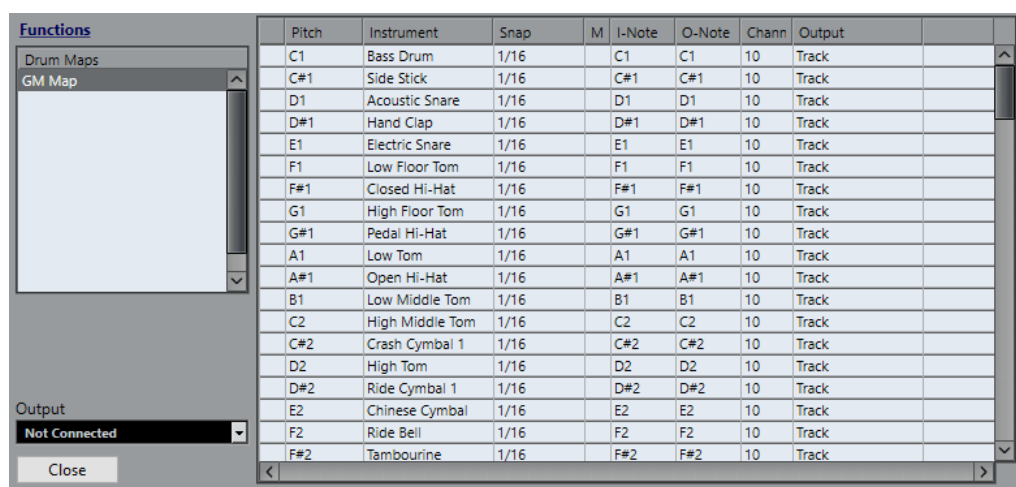 Functions
Drum Maps
GM Map
Output
Not Connected
Close
Pitch Instrument Snap M I-Note O-Note Chann Output
C1 Bass Drum 1/16 C1 C1 10 Track
C#1 Side Stick 1/16 C#1 C#1 10 Track
D1 Acoustic Snare 1/16 D1 D1 10 Track
D#1 Hand Clap 1/16 D#1 D#1 10 Track
E1 Electric Snare 1/16 E1 E1 10 Track
F1 Low Floor Tom 1/16 F1 F1 10 Track
F#1 Closed Hi-Hat 1/16 F#1 F#1 10 Track
G1 High Floor Tom 1/16 G1 G1 10 Track
G#1 Pedal Hi-Hat 1/16 G#1 G#1 10 Track
A1 Low Tom 1/16 A1 A1 10 Track
A#1 Open Hi-Hat 1/16 A#1 A#1 10 Track
B1 Low Middle Tom 1/16 B1 B1 10 Track
C2 High Middle Tom 1/16 C2 C2 10 Track
C#2 Crash Cymbal 1 1/16 C#2 C#2 10 Track
D2 High Tom 1/16 D2 D2 10 Track
D#2 Ride Cymbal 1 1/16 D#2 D#2 10 Track
E2 Chinese Cymbal 1/16 E2 E2 10 Track
F2 Ride Bell 1/16 F2 F2 10 Track
F#2 Tambourine 1/16 F#2 F#2 10 Track